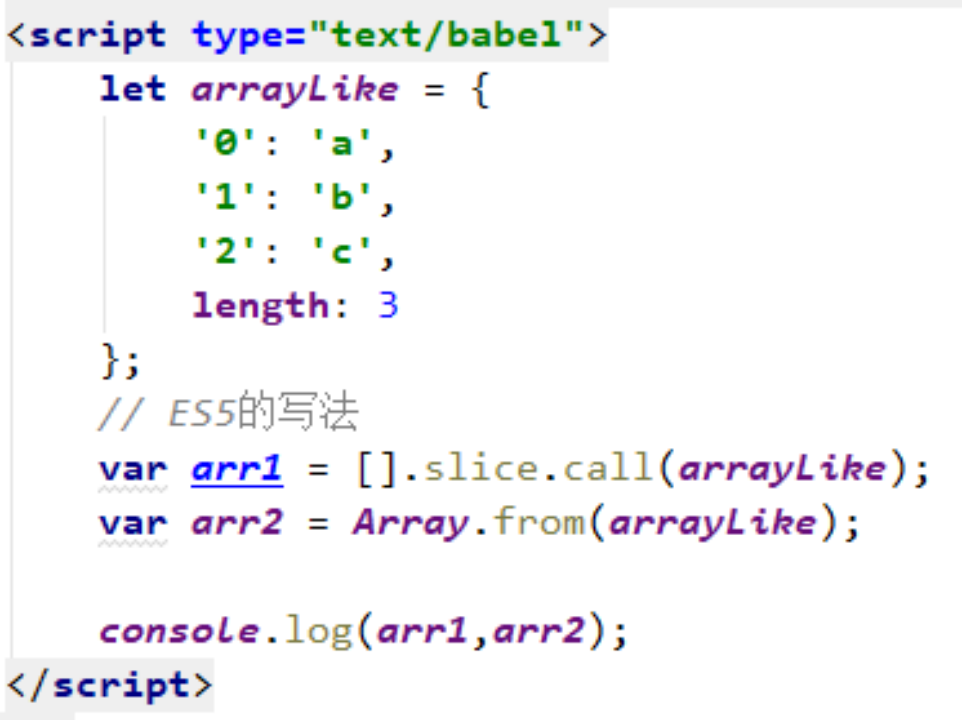 <script type="text/babel">
let arrayLike = {
'0': 'a',
'1': 'b',
'2': 'c',
length: 3
};
// ES5的写法
var arr1 = [].slice.call(arrayLike);
var arr2 = Array.from(arrayLike);
console.log(arr1,arr2);
</script>